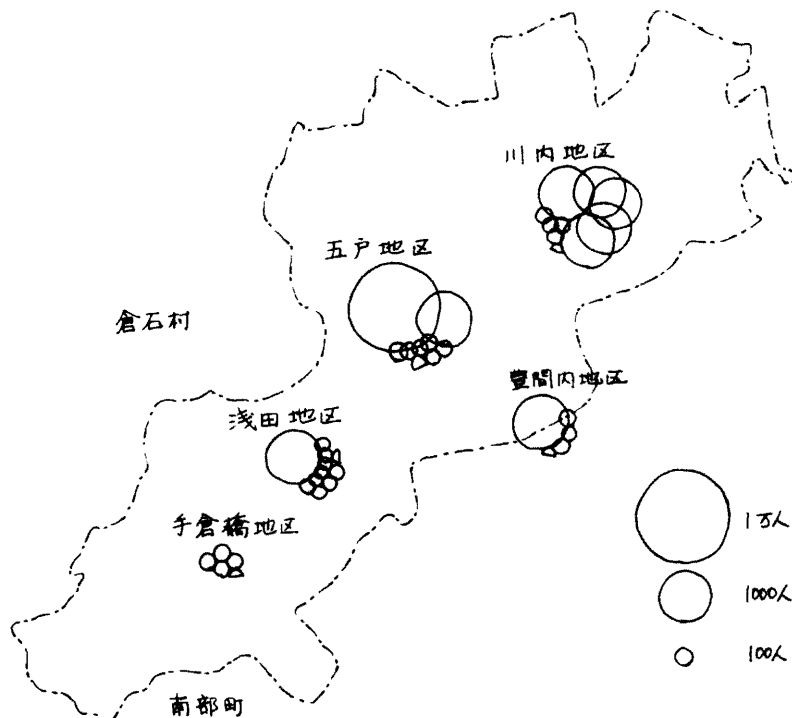 川内地区
五戸地区
倉石村
豊間内地区
浅田地区
手倉橋地区
南部町
1万人
1000人
100人